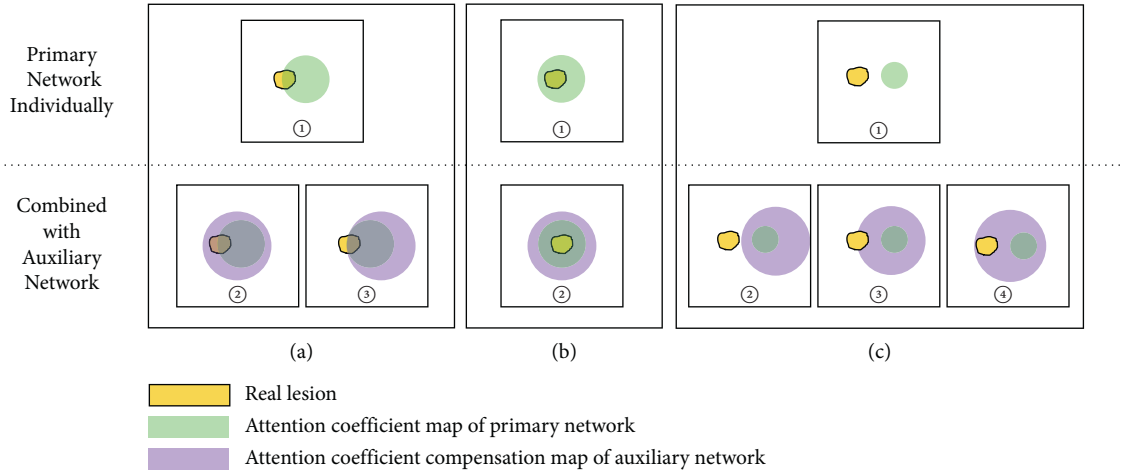 Primary
Network
Individually
①
①
①
Combined
with
Auxiliary
Network
②
③
②
②
③
④
(a)
(b)
(c)
Real lesion
Attention coefficient map of primary network
Attention coefficient compensation map of auxiliary network